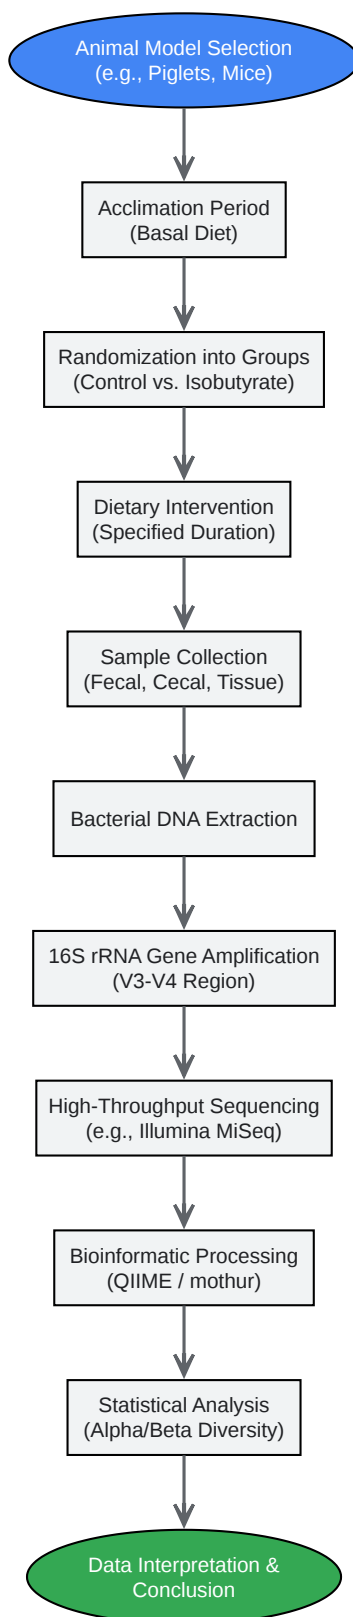 Animal Model Selection
(e.g., Piglets, Mice)
Acclimation Period
(Basal Diet)
Randomization into Groups
(Control vs. Isobutyrate)
Dietary Intervention
(Specified Duration)
Sample Collection
(Fecal, Cecal, Tissue)
Bacterial DNA Extraction
16S rRNA Gene Amplification
(V3-V4 Region)
High-Throughput Sequencing
(e.g., Illumina MiSeq)
Bioinformatic Processing
(QIIME / mothur)
Statistical Analysis
(Alpha/Beta Diversity)
Data Interpretation &
Conclusion